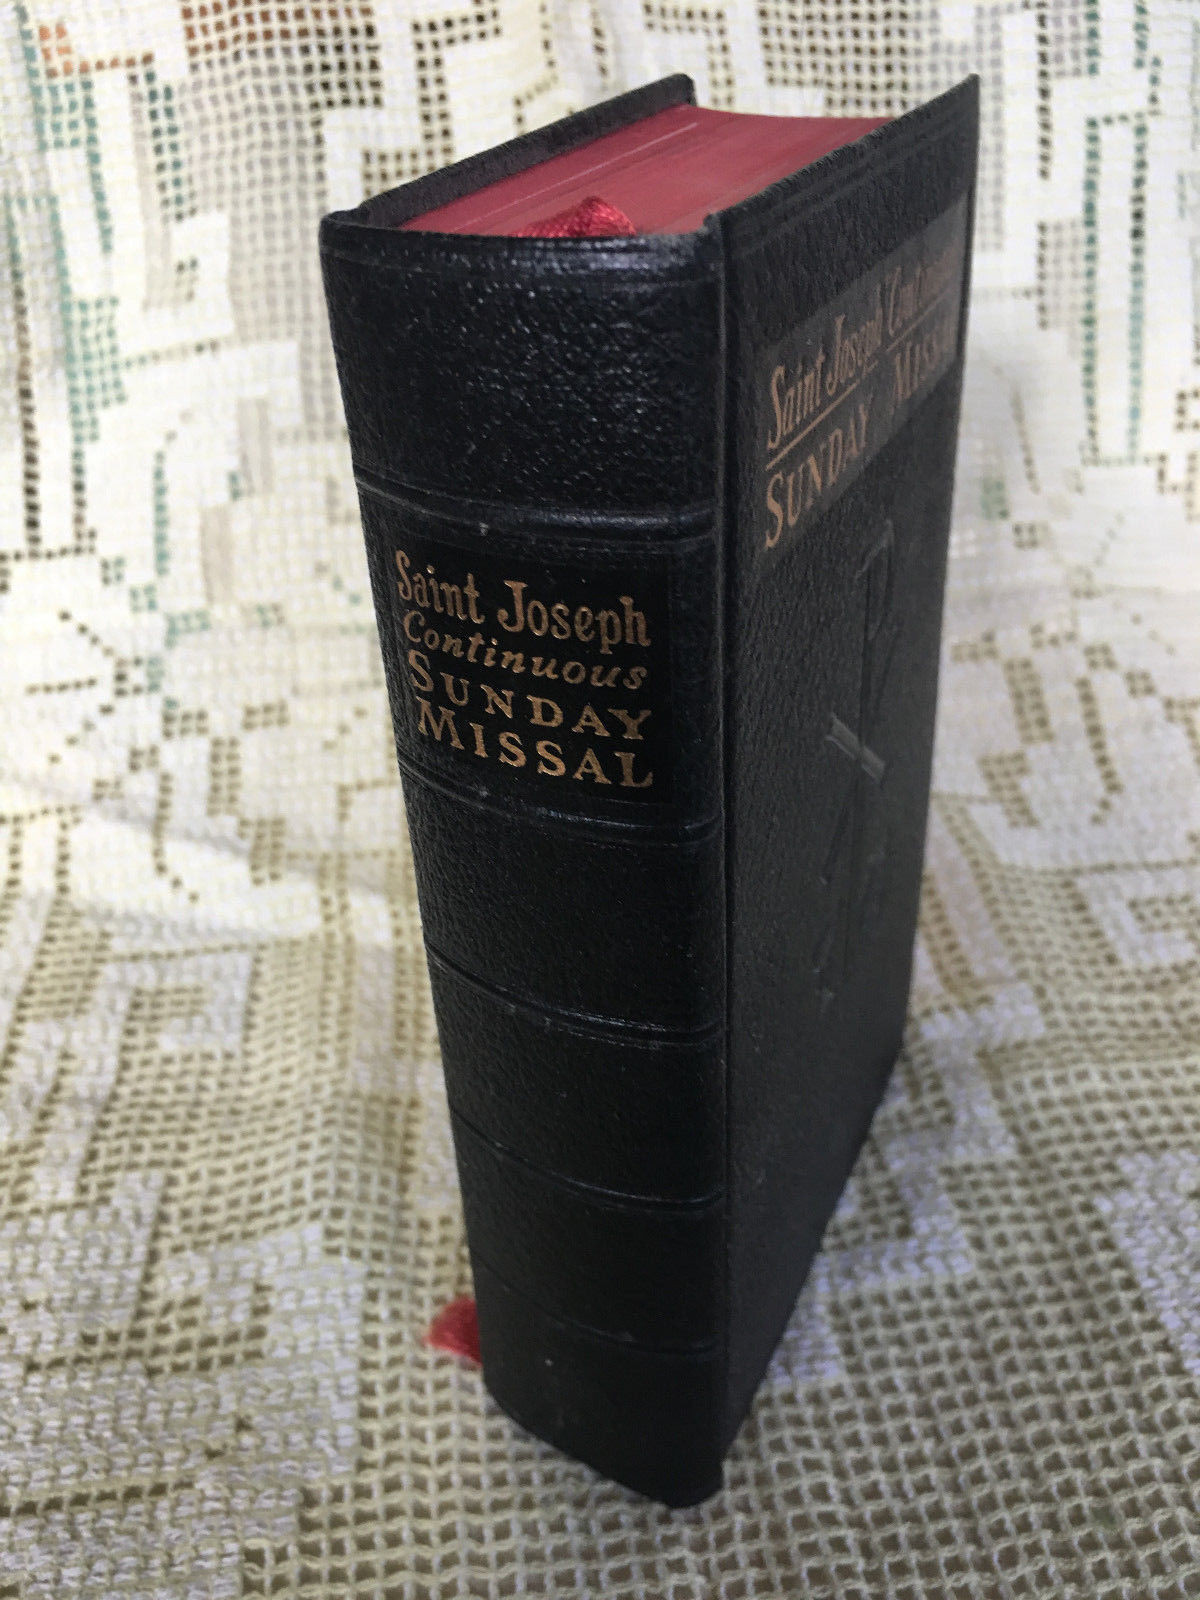 Saint Joseph
Continuous
SUNDAY
MISSAL
Saint Joseph Continuous
SUNDAY MISSAL